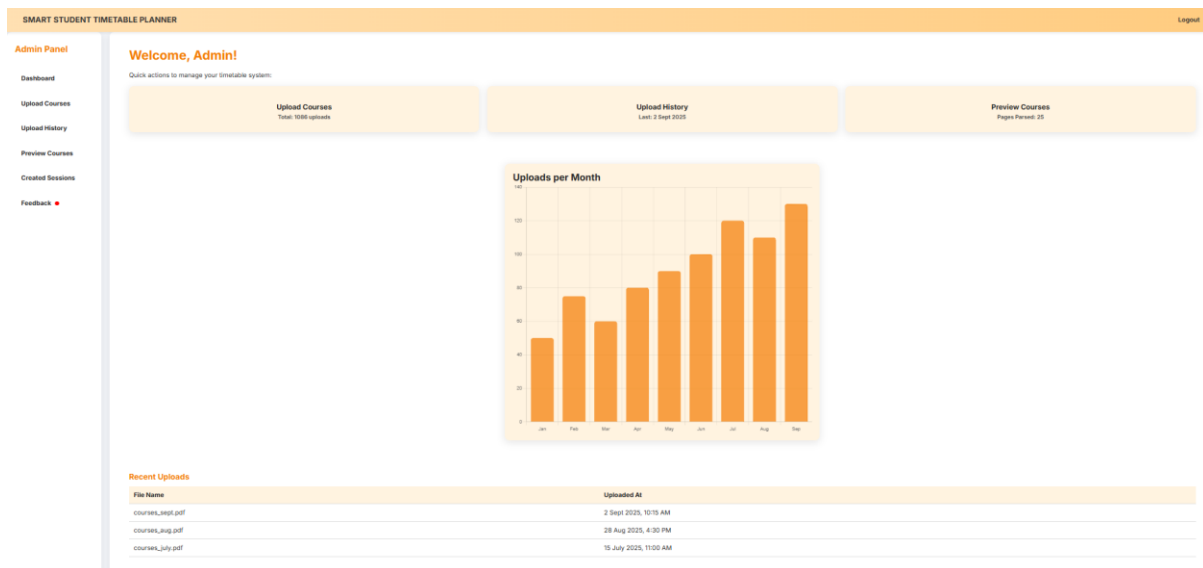 SMART STUDENT TIMETABLE PLANNER
Logout
Admin Panel
Dashboard
Upload Courses
Upload History
Preview Courses
Created Sessions
Feedback
Welcome, Admin!
Quick actions to manage your timetable system:
Upload Courses
Total: 1086 uploads
Upload History
Last: 2 Sept 2025
Preview Courses
Pages Parsed: 25
Uploads per Month
140
120
100
80
60
40
20
0
Jan Feb Mar Apr May Jun Jul Aug Sep
Recent Uploads
File Name Uploaded At
courses_sept.pdf 2 Sept 2025, 10:15 AM
courses_aug.pdf 28 Aug 2025, 4:30 PM
courses_july.pdf 15 July 2025, 11:00 AM